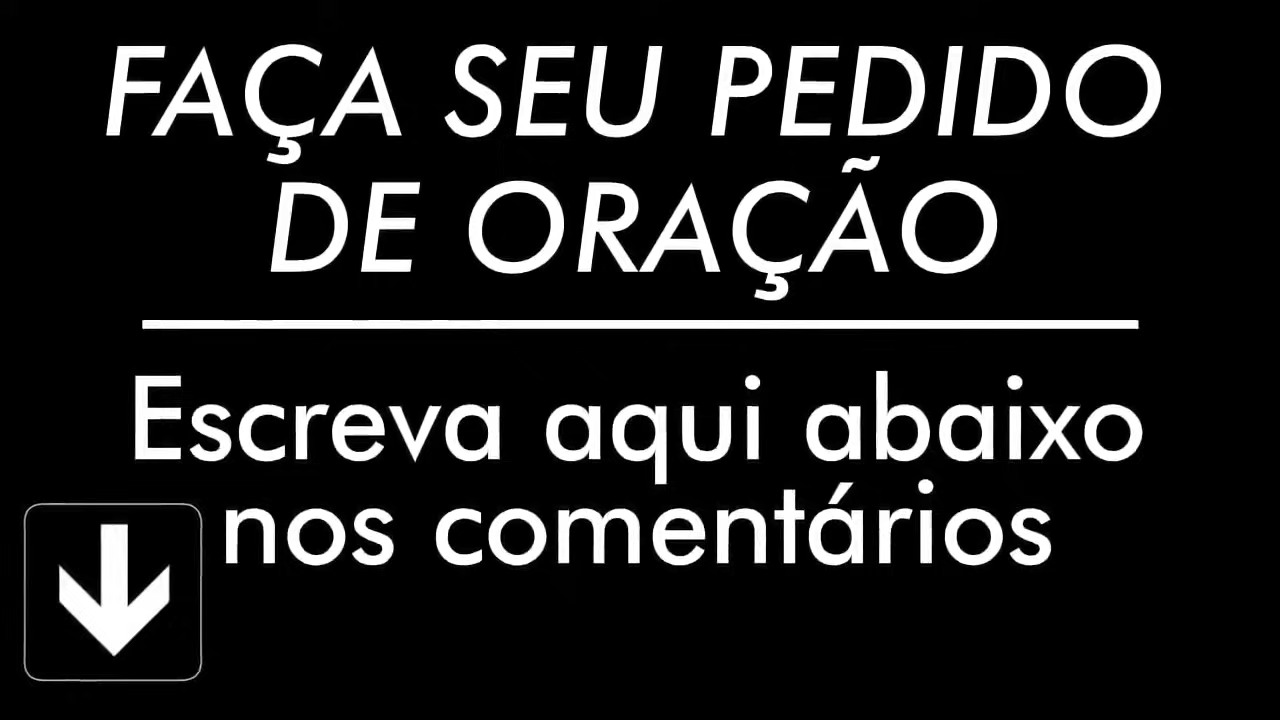 FAÇA SEU PEDIDO
DE ORAÇÃO
Escreva aqui abaixo
nos comentários